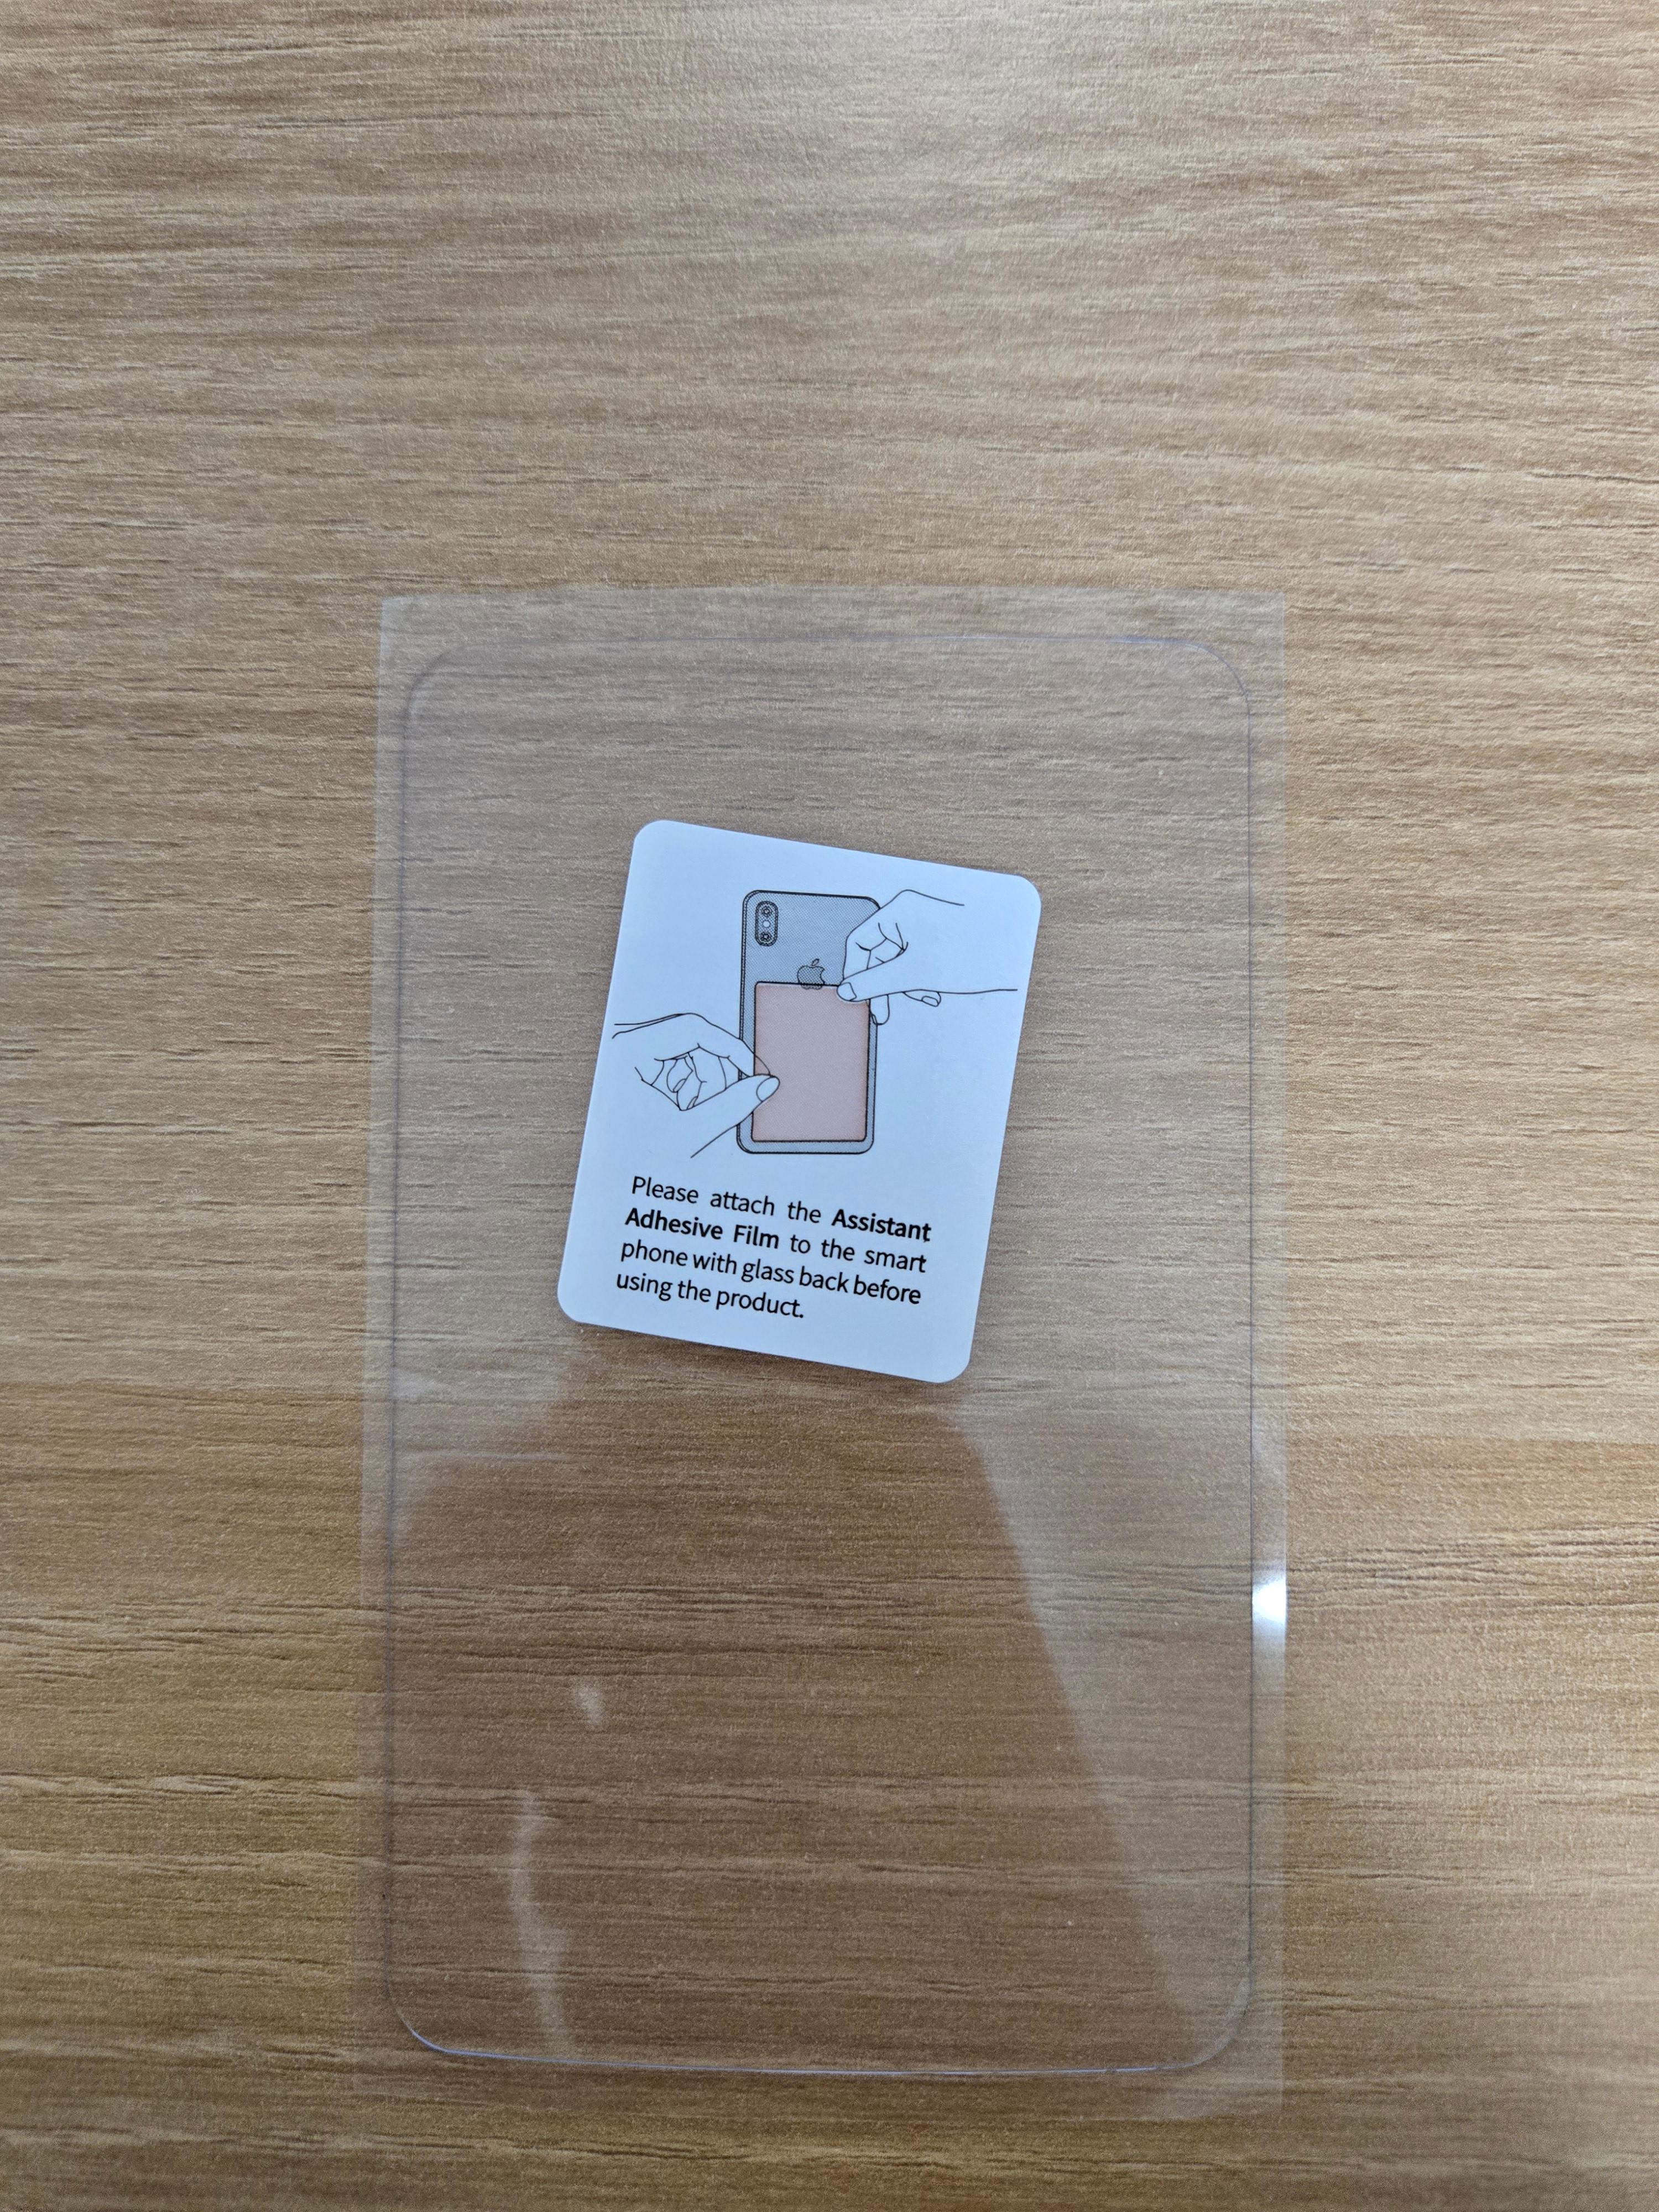 Please attach the Assistant
Adhesive Film to the smart
phone with glass back before
using the product.